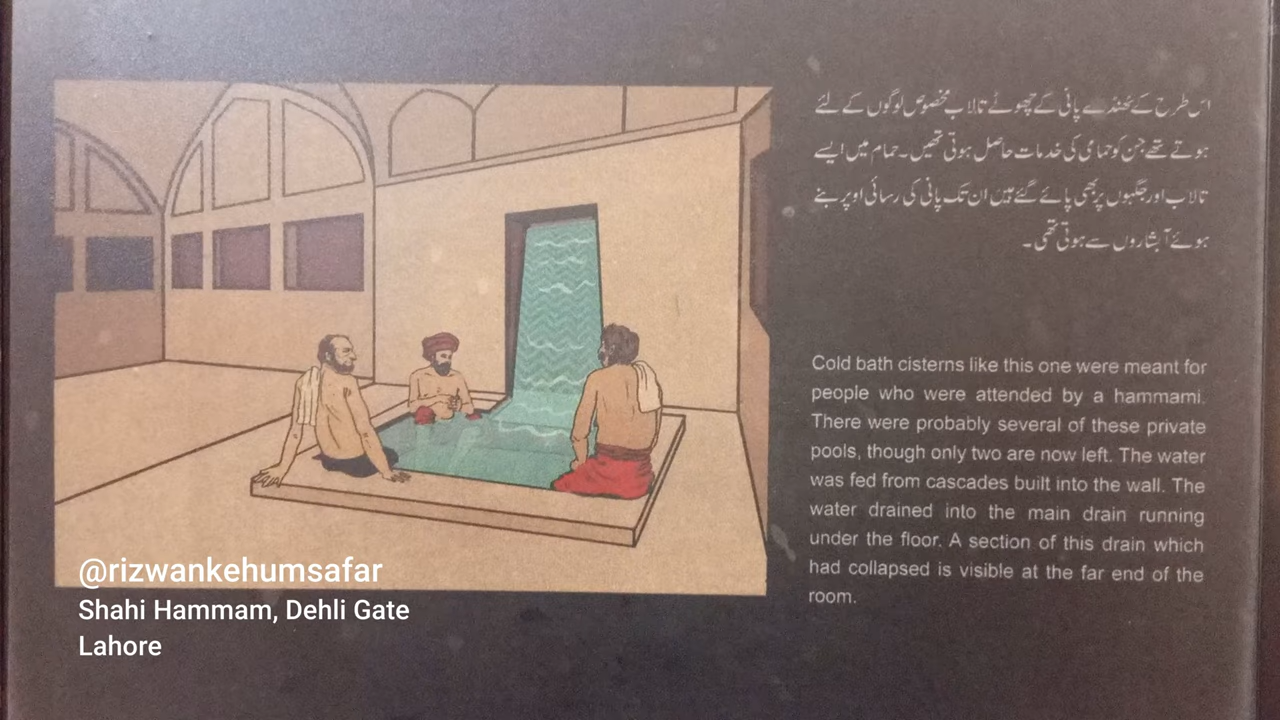 اس طرح کے ٹھنڈے پانی کے چھوٹے تالاب مخصوص لوگوں کے لئے
ہوتے تھے جن کو حمامی کی خدمات حاصل ہوتی تھیں۔ حمام میں ایسے
تالاب اور جگہوں پر بھی پائے گئے ہیں ان تک پانی کی رسائی اوپر بنے
ہوئے آبشاروں سے ہوتی تھی۔
Cold bath cisterns like this one were meant for
people who were attended by a hammami.
There were probably several of these private
pools, though only two are now left. The water
was fed from cascades built into the wall. The
water drained into the main drain running
under the floor. A section of this drain which
had collapsed is visible at the far end of the
room.
@rizwankehumsafar
Shahi Hammam, Dehli Gate
Lahore